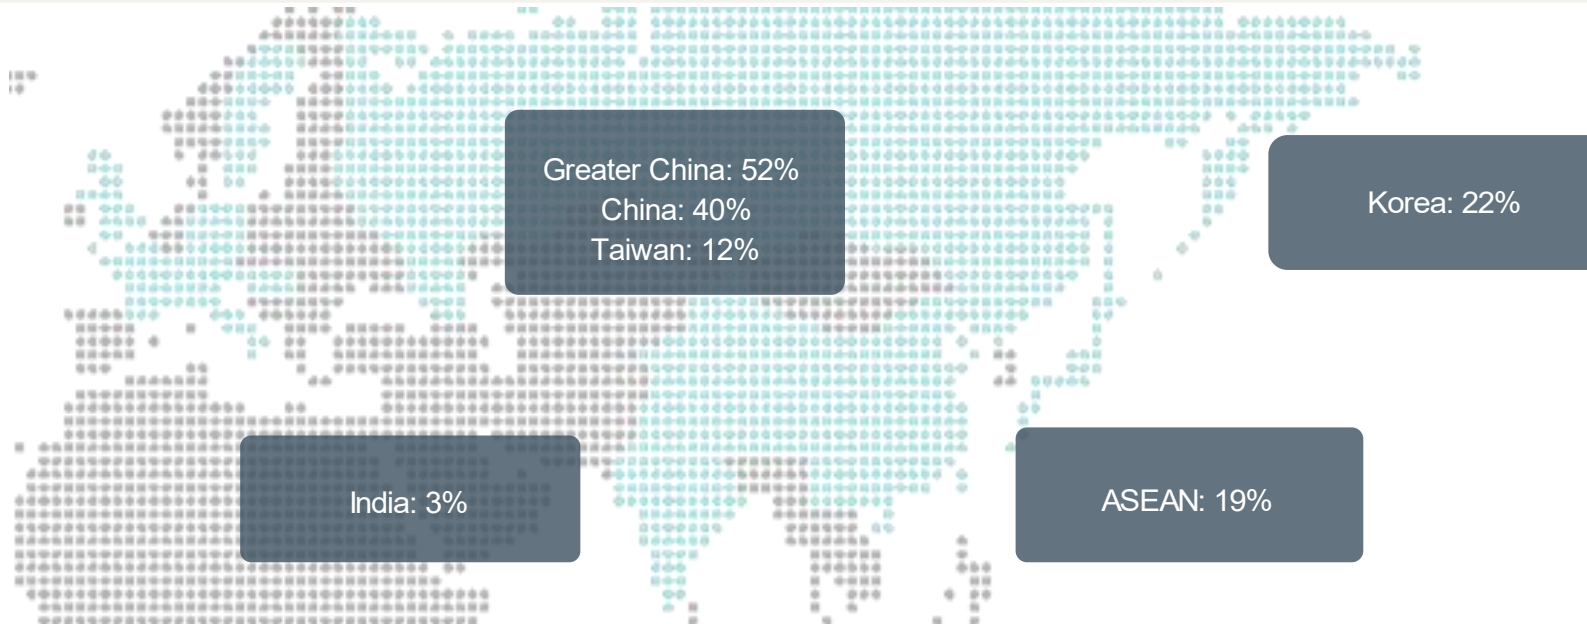 Greater China: 52%
China: 40%
Taiwan: 12%
Korea: 22%
India: 3%
ASEAN: 19%